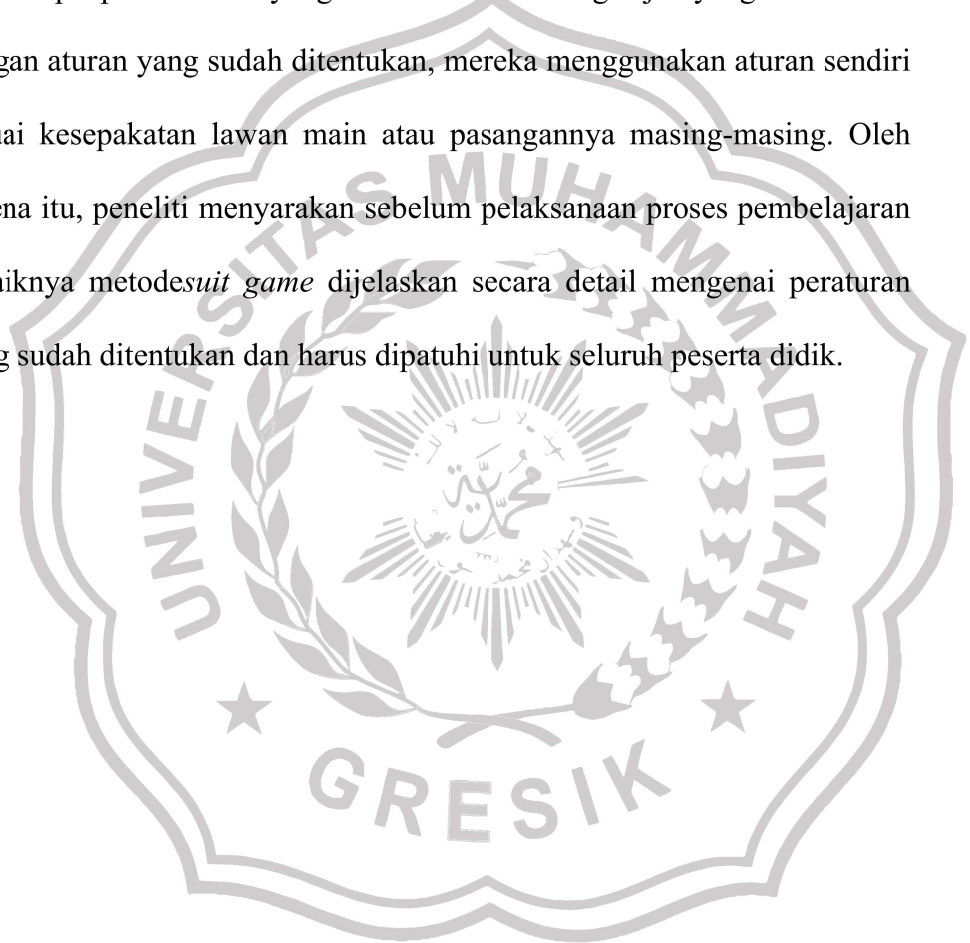 gan aturan yang sudah ditentukan, mereka menggunakan aturan sendiri
ai kesepakatan lawan main atau pasangannya masing-masing. Oleh
ena itu, peneliti menyarakan sebelum pelaksanaan proses pembelajaran
iknya metodesuit game dijelaskan secara detail mengenai peraturan
g sudah ditentukan dan harus dipatuhi untuk seluruh peserta didik.
UNIVERSITAS MUHAMMADIYAH
محمدية
GRESIK